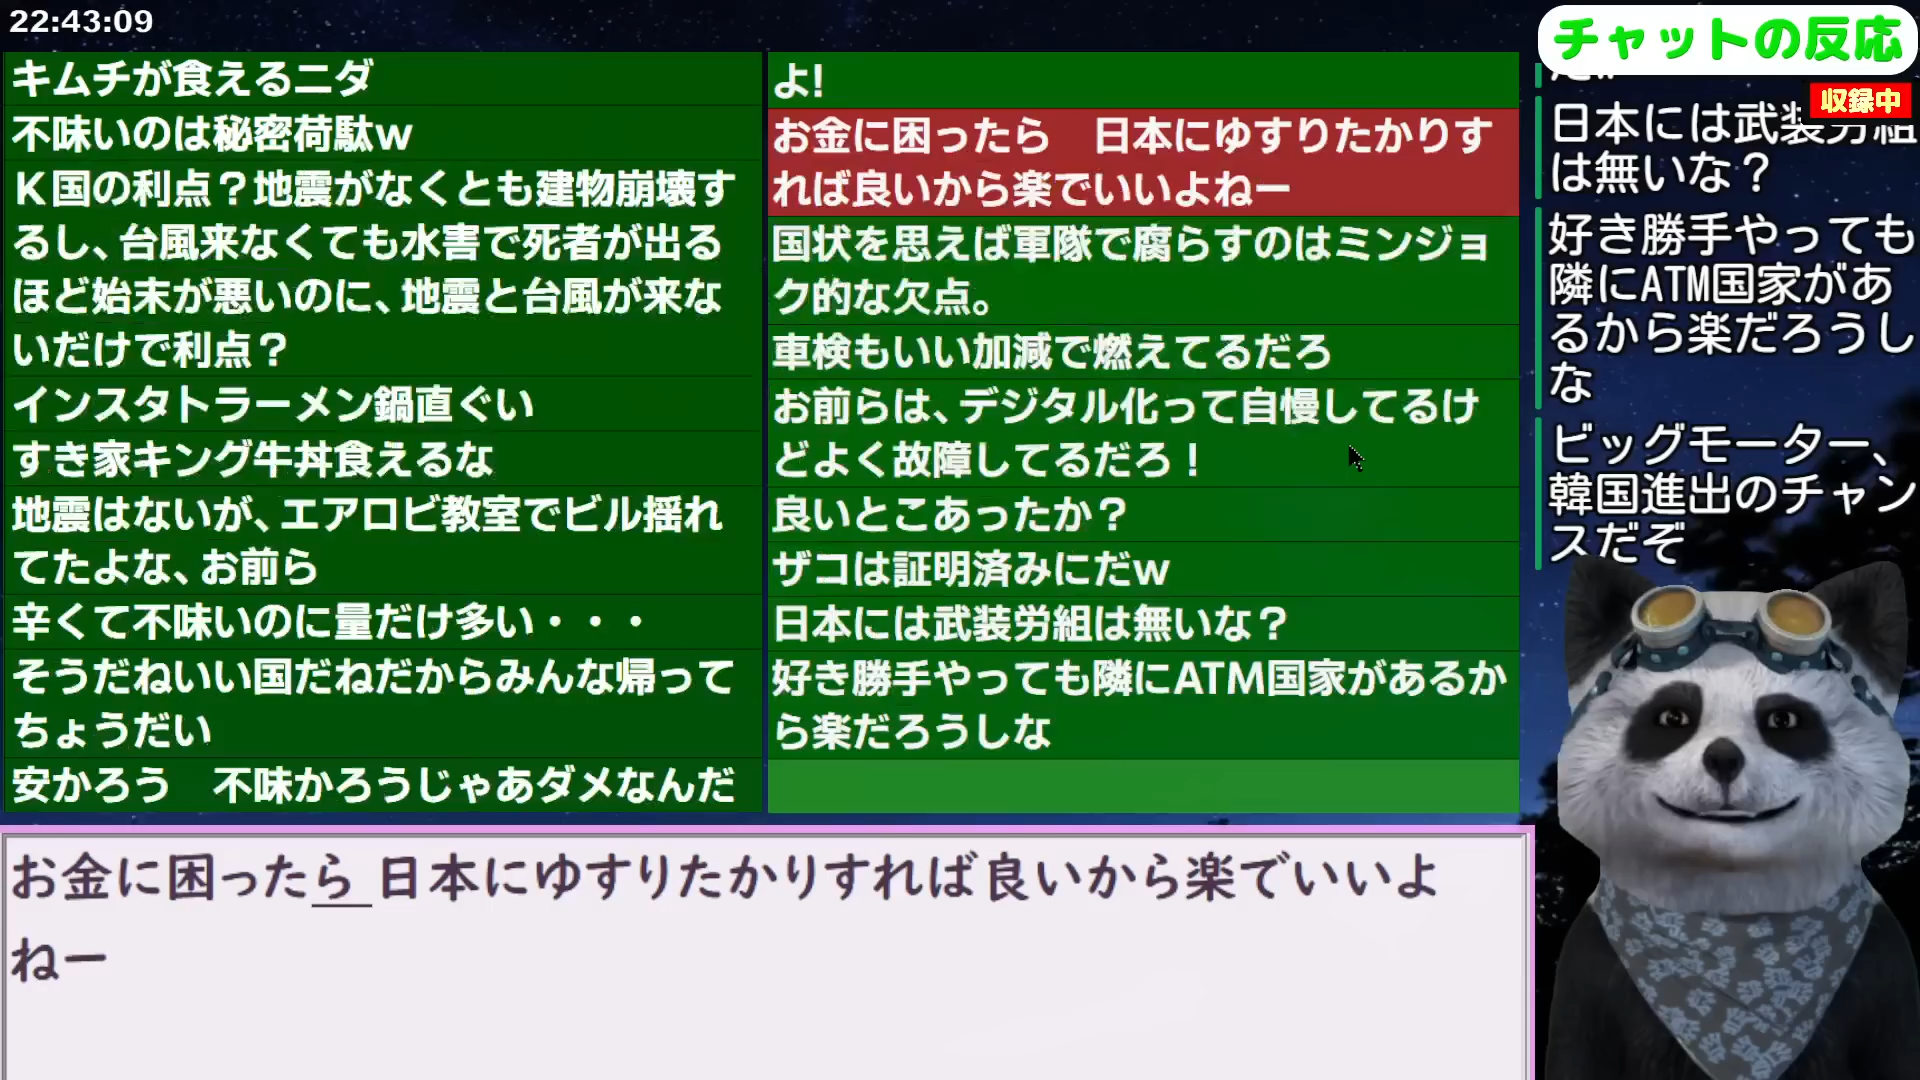 22:43:09
キムチが食えるニダ
不味いのは秘密荷駄w
K国の利点？地震がなくとも建物崩壊す
るし、台風来なくても水害で死者が出る
ほど始末が悪いのに、地震と台風が来な
いだけで利点？
インスタトラーメン鍋直ぐい
すき家キング牛丼食えるな
地震はないが、エアロビ教室でビル揺れ
てたよな、お前ら
辛くて不味いのに量だけ多い・・・
そうだねいい国だねだからみんな帰って
ちょうだい
安かろう　不味かろうじゃあダメなんだ
よ!
お金に困ったら　日本にゆすりたかりす
れば良いから楽でいいよねー
国状を思えば軍隊で腐らすのはミンジョ
ク的な欠点。
車検もいい加減で燃えてるだろ
お前らは、デジタル化って自慢してるけ
どよく故障してるだろ！
良いとこあったか？
ザコは証明済みにだw
日本には武装労組は無いな？
好き勝手やっても隣にATM国家があるか
ら楽だろうしな
チャットの反応
収録中
日本には武装労組
は無いな？
好き勝手やっても
隣にATM国家があ
るから楽だろうし
な
ビッグモーター、
韓国進出のチャン
スだぞ
お金に困ったら 日本にゆすりたかりすれば良いから楽でいいよ
ねー